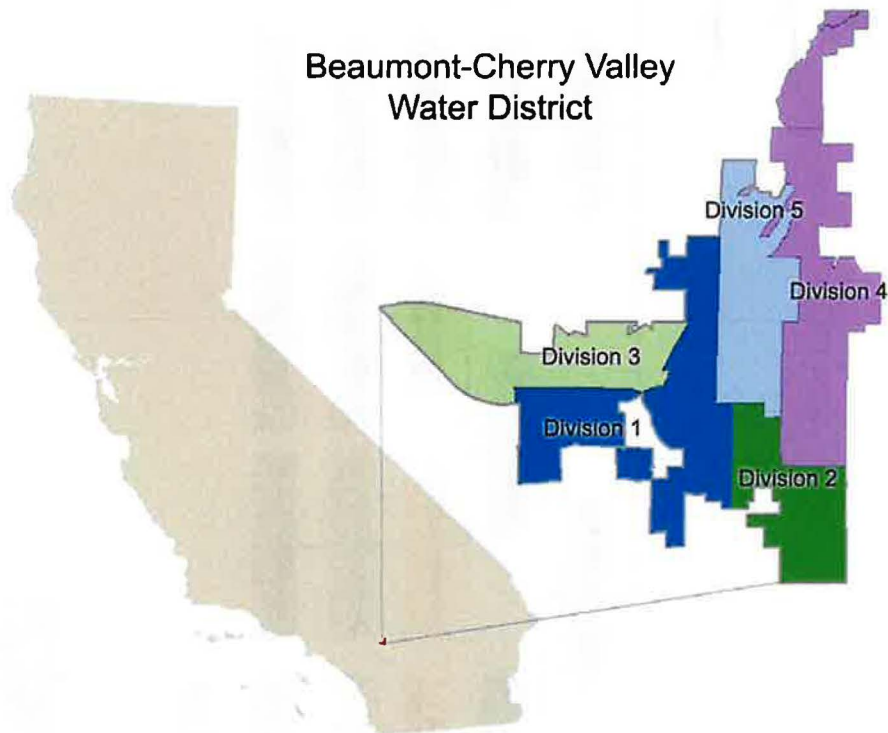 Beaumont-Cherry Valley
Water District
Division 5
Division 4
Division 3
Division 1
Division 2